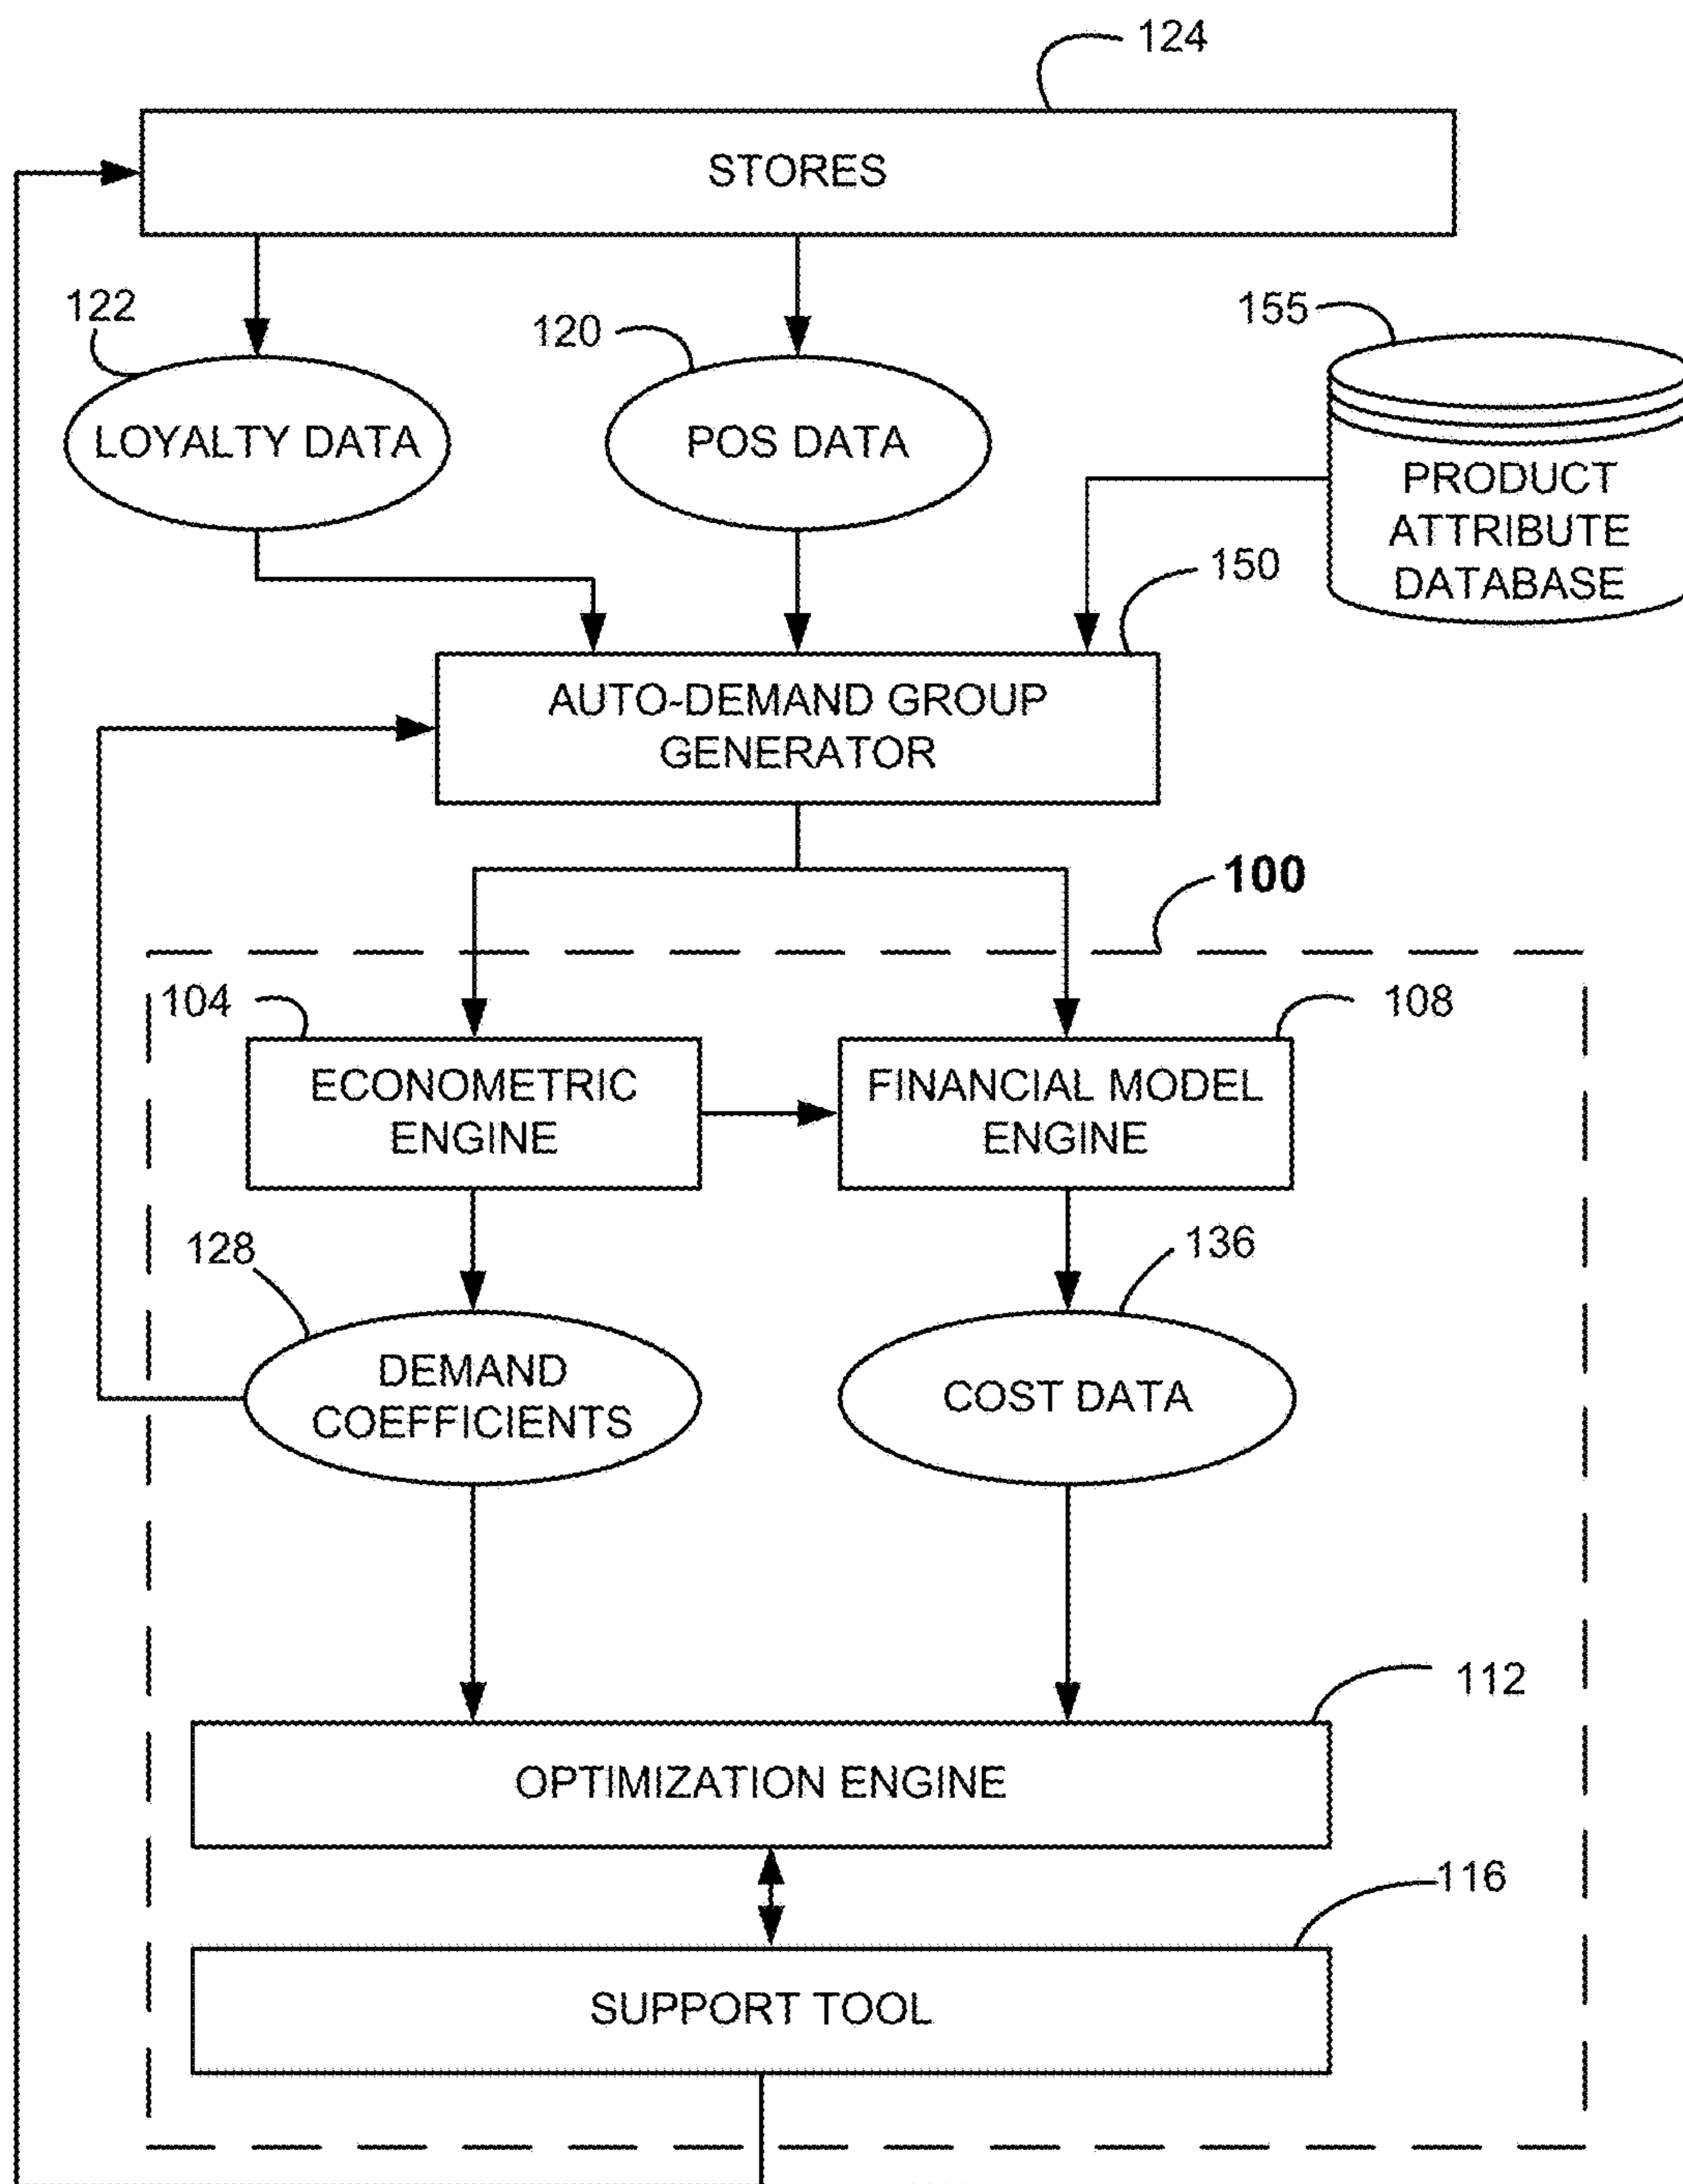 124
STORES
122
120
155
LOYALTY DATA
POS DATA
PRODUCT
ATTRIBUTE
DATABASE
150
AUTO-DEMAND GROUP
GENERATOR
100
104
108
ECONOMETRIC
ENGINE
FINANCIAL MODEL
ENGINE
128
136
DEMAND
COEFFICIENTS
COST DATA
112
OPTIMIZATION ENGINE
116
SUPPORT TOOL